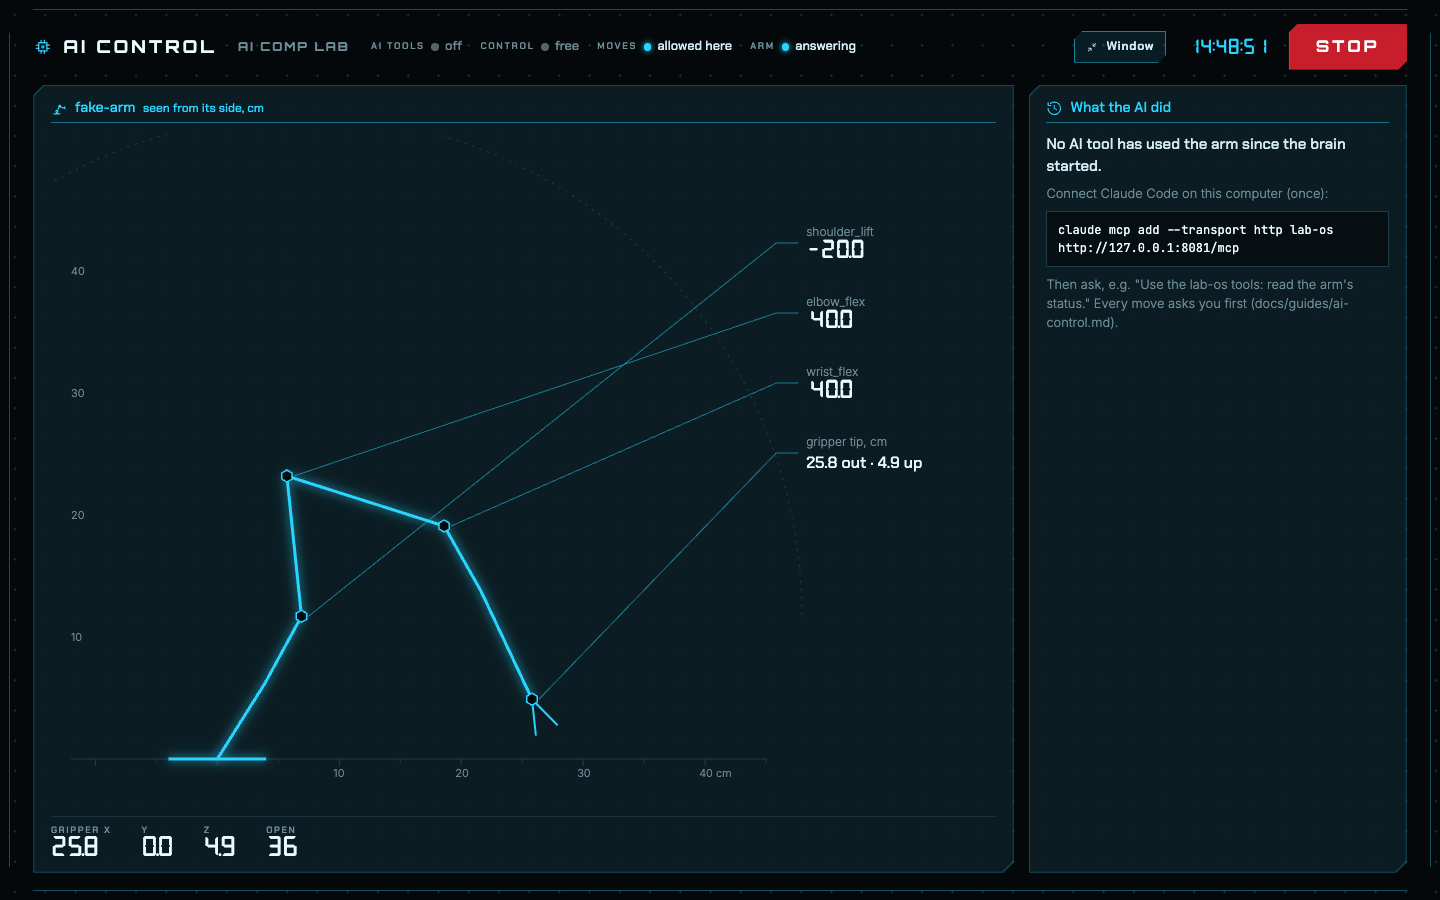 AI CONTROL
AI COMP LAB
AI TOOLS off
CONTROL free
MOVES allowed here
ARM answering
Window
14:48:51
STOP
fake-arm seen from its side, cm
shoulder_lift
-20.0
elbow_flex
40.0
wrist_flex
40.0
gripper tip, cm
25.8 out · 4.9 up
40
30
20
10
10
20
30
40 cm
GRIPPER X
25.8
Y
0.0
Z
4.9
OPEN
36
What the AI did
No AI tool has used the arm since the brain
started.
Connect Claude Code on this computer (once):
claude mcp add --transport http lab-os
http://127.0.0.1:8081/mcp
Then ask, e.g. "Use the lab-os tools: read the arm's
status." Every move asks you first (docs/guides/ai-
control.md).